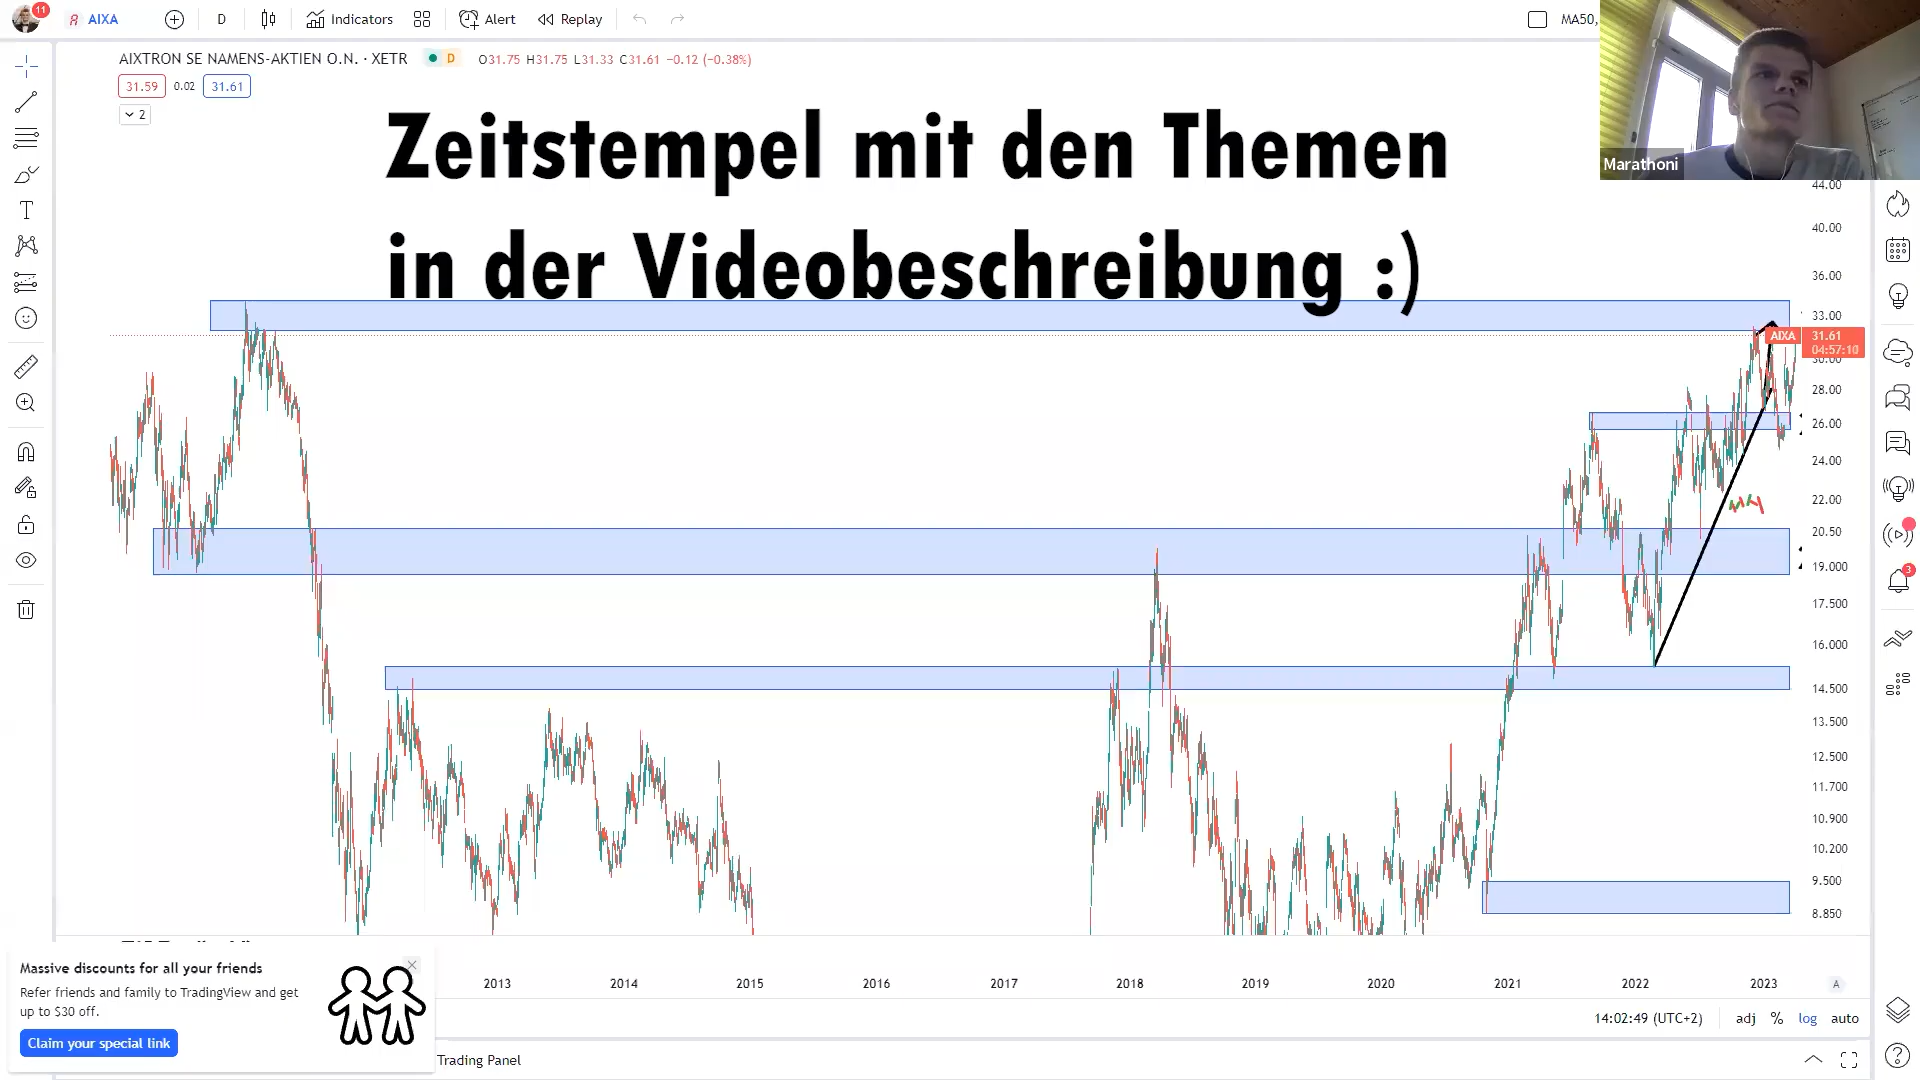 11
AIXA
D
Indicators
Alert
Replay
MA50,
AIXTRON SE NAMENS-AKTIEN O.N. · XETR
D
O31.75 H31.75 L31.33 C31.61 −0.12 (−0.38%)
31.59
0.02
31.61
2
Zeitstempel mit den Themen
in der Videobeschreibung :)
Marathoni
44.00
40.00
36.00
33.00
AIXA
31.61
04:57:10
30.00
28.00
26.00
24.00
22.00
20.50
19.000
17.500
16.000
14.500
13.500
12.500
11.700
10.900
10.200
9.500
8.850
3
Massive discounts for all your friends
Refer friends and family to TradingView and get
up to $30 off.
Claim your special link
2013
2014
2015
2016
2017
2018
2019
2020
2021
2022
2023
A
14:02:49 (UTC+2)
adj
%
log
auto
Trading Panel